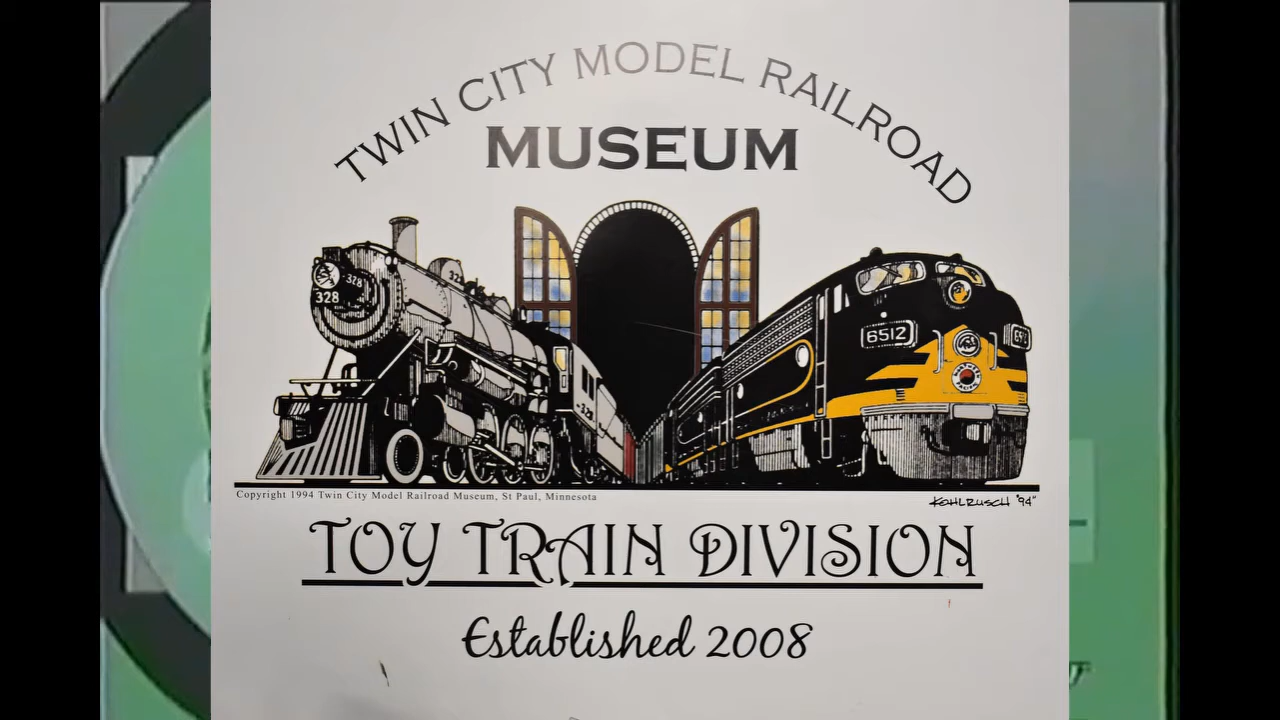 TWIN CITY MODEL RAILROAD
MUSEUM
328
328
328
6512
Copyright 1994 Twin City Model Railroad Museum, St Paul, Minnesota
KOHLRUSCH '94"
TOY TRAIN DIVISION
Established 2008